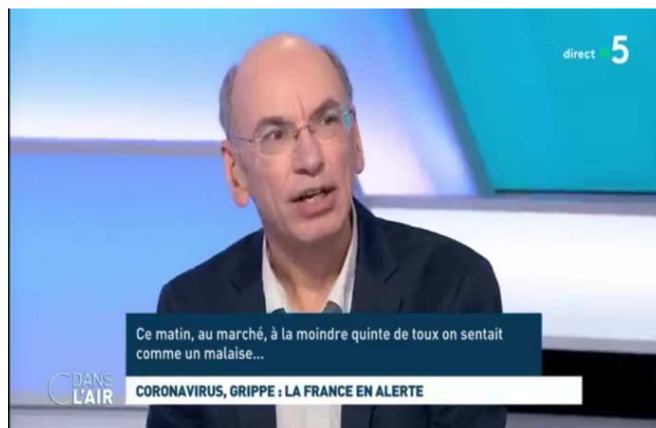 direct 5
Ce matin, au marché, à la moindre quinte de toux on sentait
comme un malaise...
C DANS
L'AIR
CORONAVIRUS, GRIPPE : LA FRANCE EN ALERTE